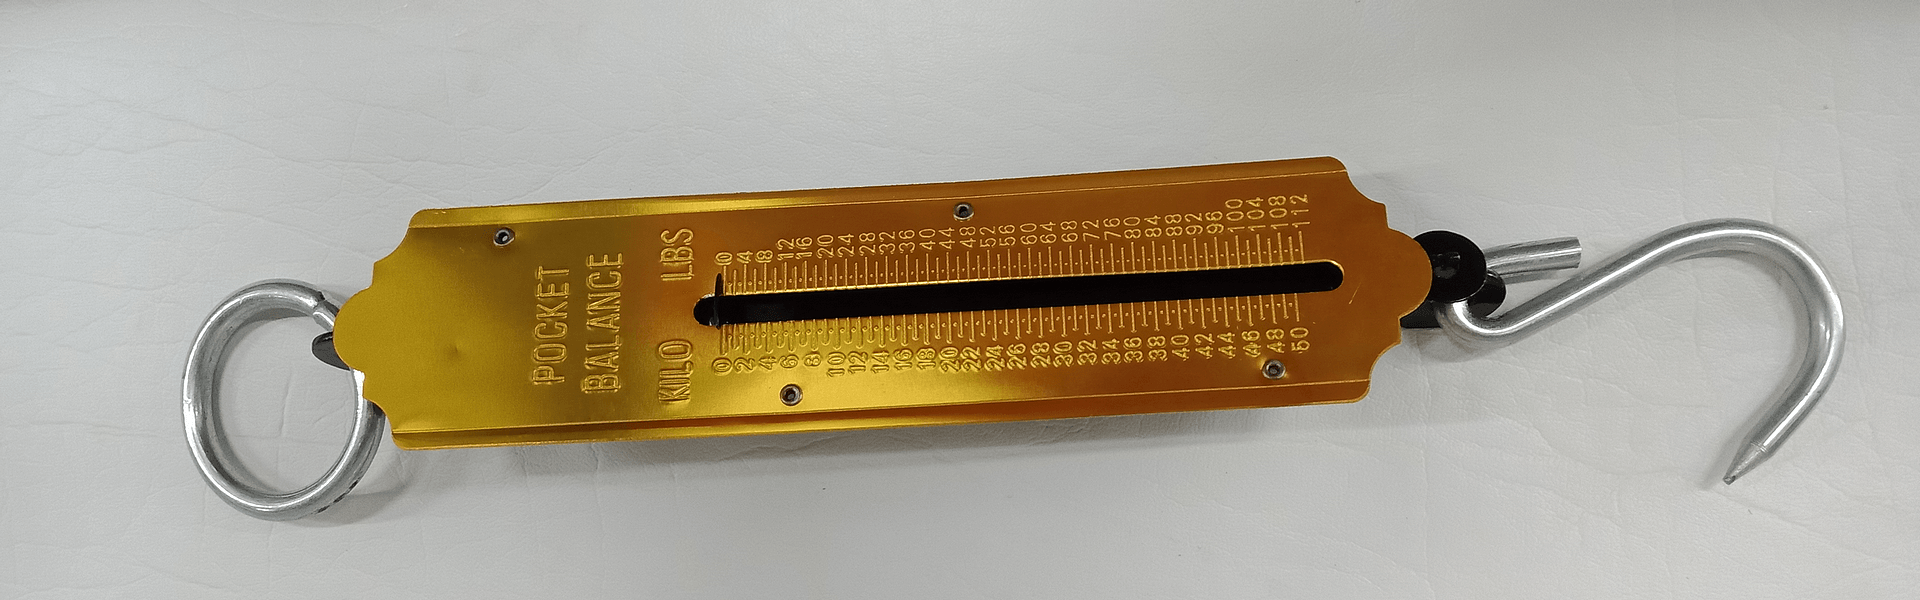 POCKET
BALANCE
KILO LBS
0 2 4 6 8 10 12 14 16 18 20 22 24 26 28 30 32 34 36 38 40 42 44 46 48 50
0 4 8 12 16 20 24 28 32 36 40 44 48 52 56 60 64 68 72 76 80 84 88 92 96 100 104 108 112